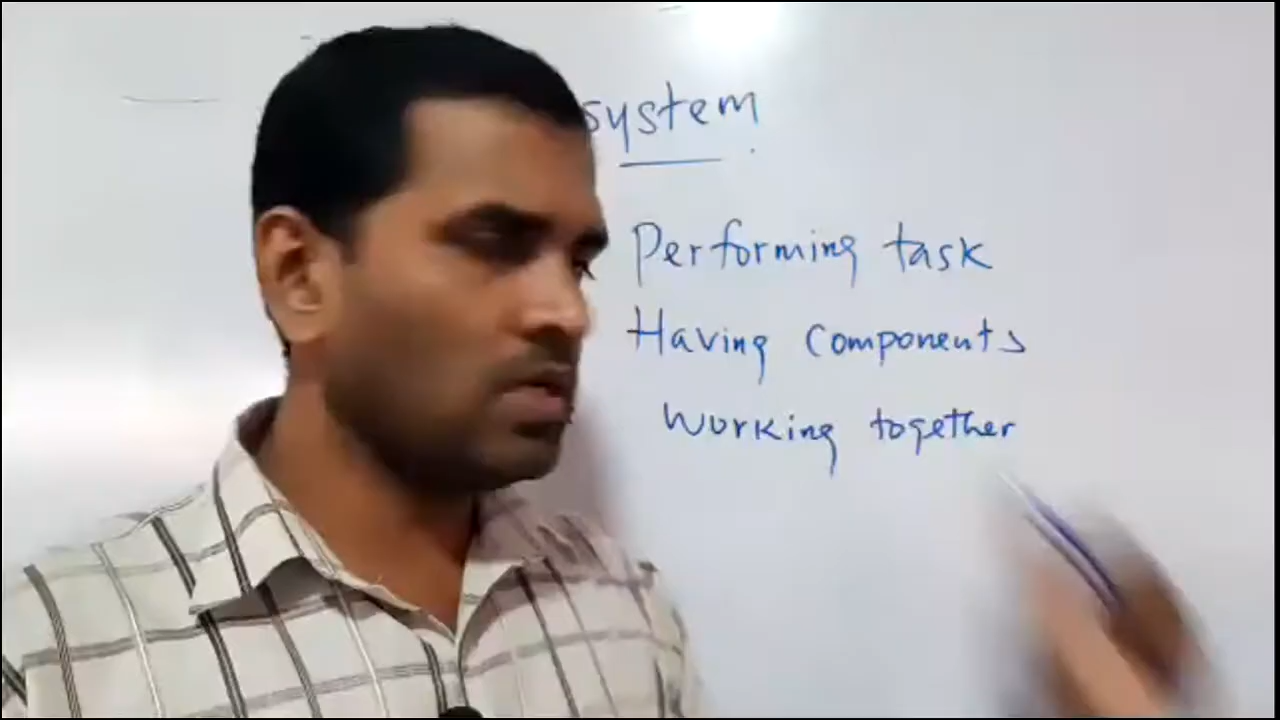 system
Performing task
Having components
working together